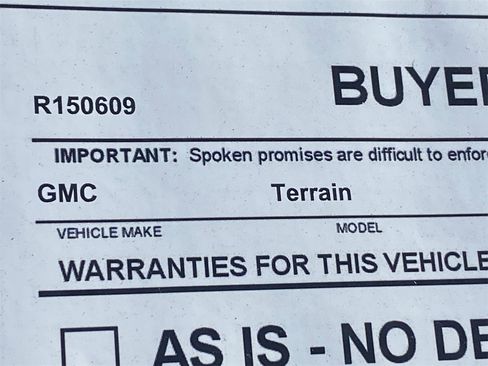 BUYE
R150609
IMPORTANT: Spoken promises are difficult to enfor
GMC Terrain
VEHICLE MAKE MODEL
WARRANTIES FOR THIS VEHICLE
AS IS - NO DE